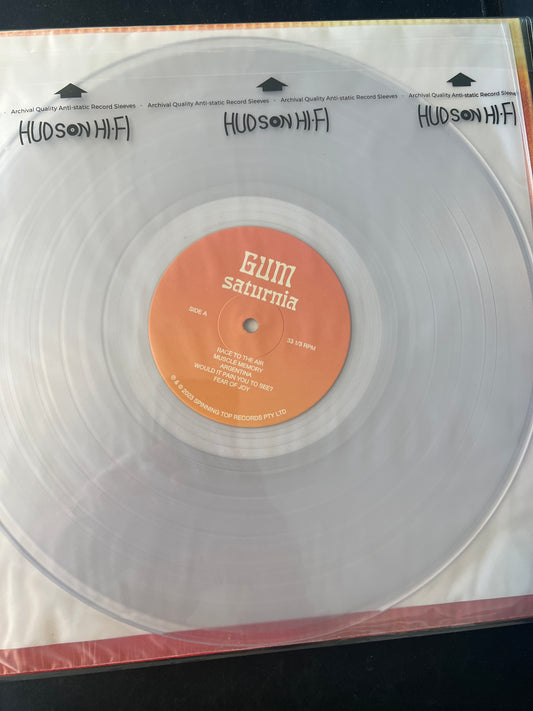 - Archival Quality Anti-static Record Sleeves - Archival Quality Anti-static Record Sleeves - Archival Quality Anti-static Record Sleeves -
HUDSON HI-FI HUDSON HI-FI HUDSON HI-FI
GUM
saturnia
SIDE A
33 1/3 RPM
RACE TO THE AIR
MUSCLE MEMORY
ARGENTINA
WOULD IT PAIN YOU TO SEE?
FEAR OF JOY
℗ & © 2023 SPINNING TOP RECORDS PTY LTD